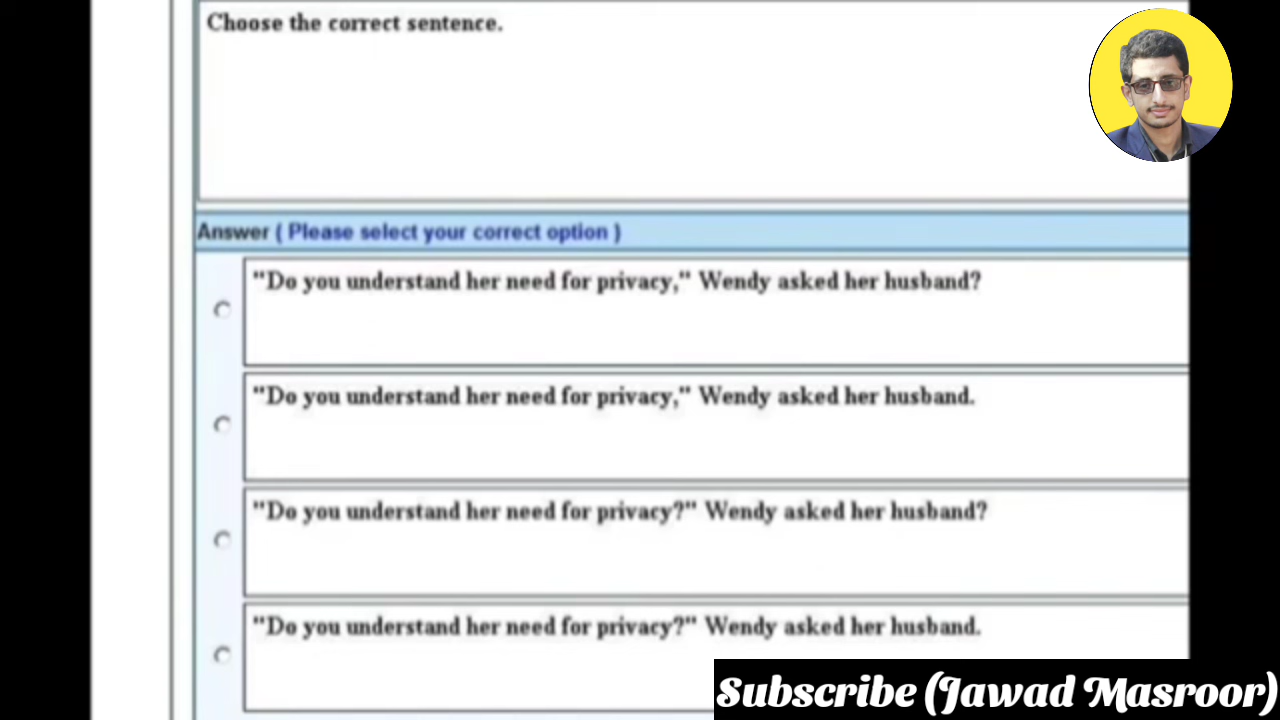 Choose the correct sentence.
Answer ( Please select your correct option )
"Do you understand her need for privacy," Wendy asked her husband?
"Do you understand her need for privacy," Wendy asked her husband.
"Do you understand her need for privacy?" Wendy asked her husband?
"Do you understand her need for privacy?" Wendy asked her husband.
Subscribe (Jawad Masroor)